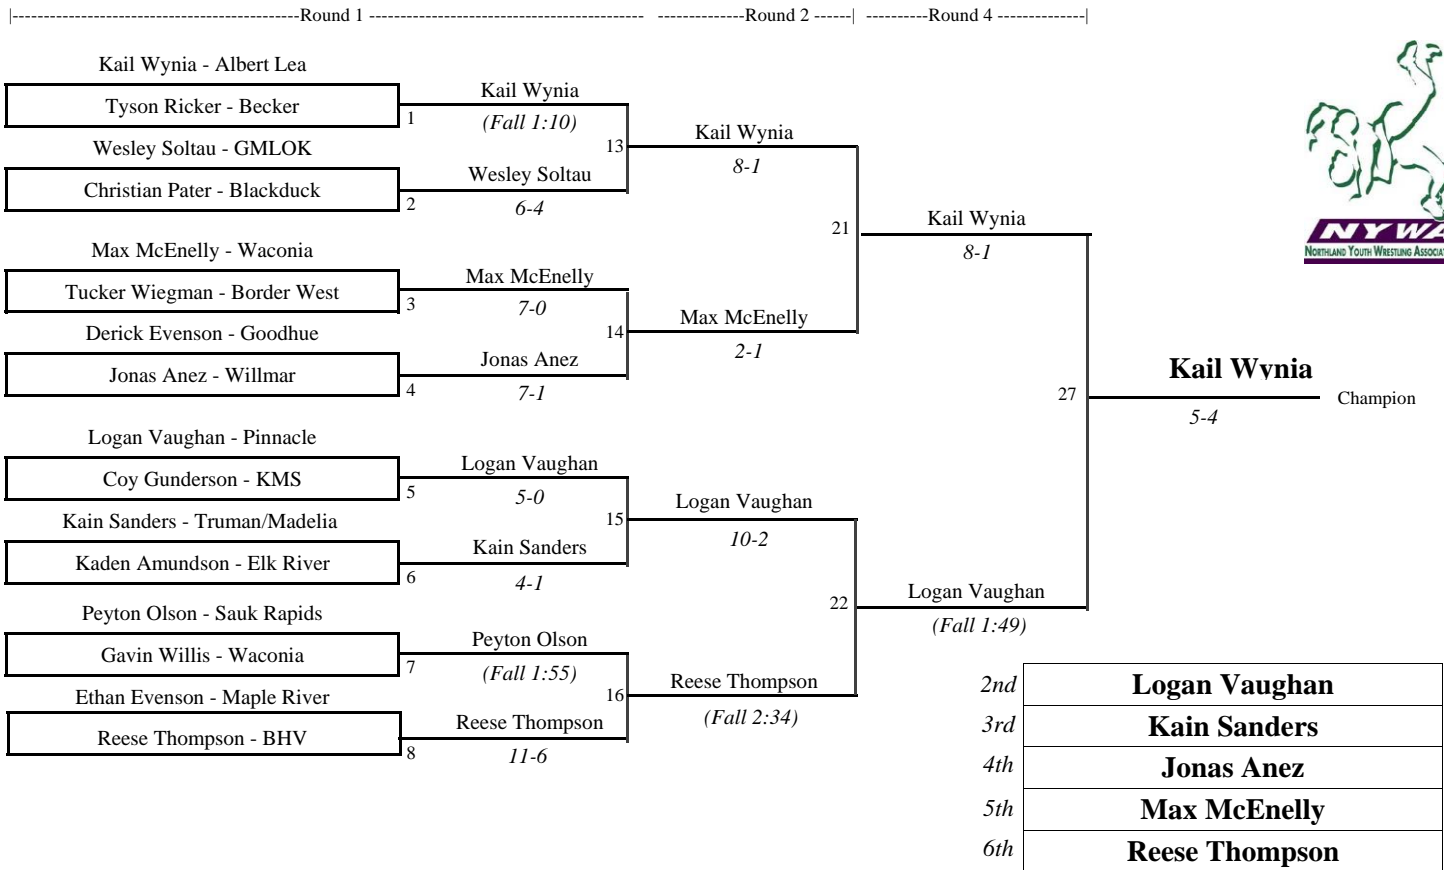 |------------------------------------------Round 1 ---------------------------------------- --------------Round 2 ------| ----------Round 4 --------------|
Kail Wynia - Albert Lea
Tyson Ricker - Becker
1
Kail Wynia
(Fall 1:10)
Wesley Soltau - GMLOK
Christian Pater - Blackduck
2
Wesley Soltau
6-4
13
Kail Wynia
8-1
Max McEnelly - Waconia
Tucker Wiegman - Border West
3
Max McEnelly
7-0
Derick Evenson - Goodhue
Jonas Anez - Willmar
4
Jonas Anez
7-1
14
Max McEnelly
2-1
21
Kail Wynia
8-1
Logan Vaughan - Pinnacle
Coy Gunderson - KMS
5
Logan Vaughan
5-0
Kain Sanders - Truman/Madelia
Kaden Amundson - Elk River
6
Kain Sanders
4-1
15
Logan Vaughan
10-2
Peyton Olson - Sauk Rapids
Gavin Willis - Waconia
7
Peyton Olson
(Fall 1:55)
Ethan Evenson - Maple River
Reese Thompson - BHV
8
Reese Thompson
11-6
16
Reese Thompson
(Fall 2:34)
22
Logan Vaughan
(Fall 1:49)
27
Kail Wynia
5-4
Champion
NYWA
NORTHLAND YOUTH WRESTLING ASSOCIA
2nd Logan Vaughan
3rd Kain Sanders
4th Jonas Anez
5th Max McEnelly
6th Reese Thompson